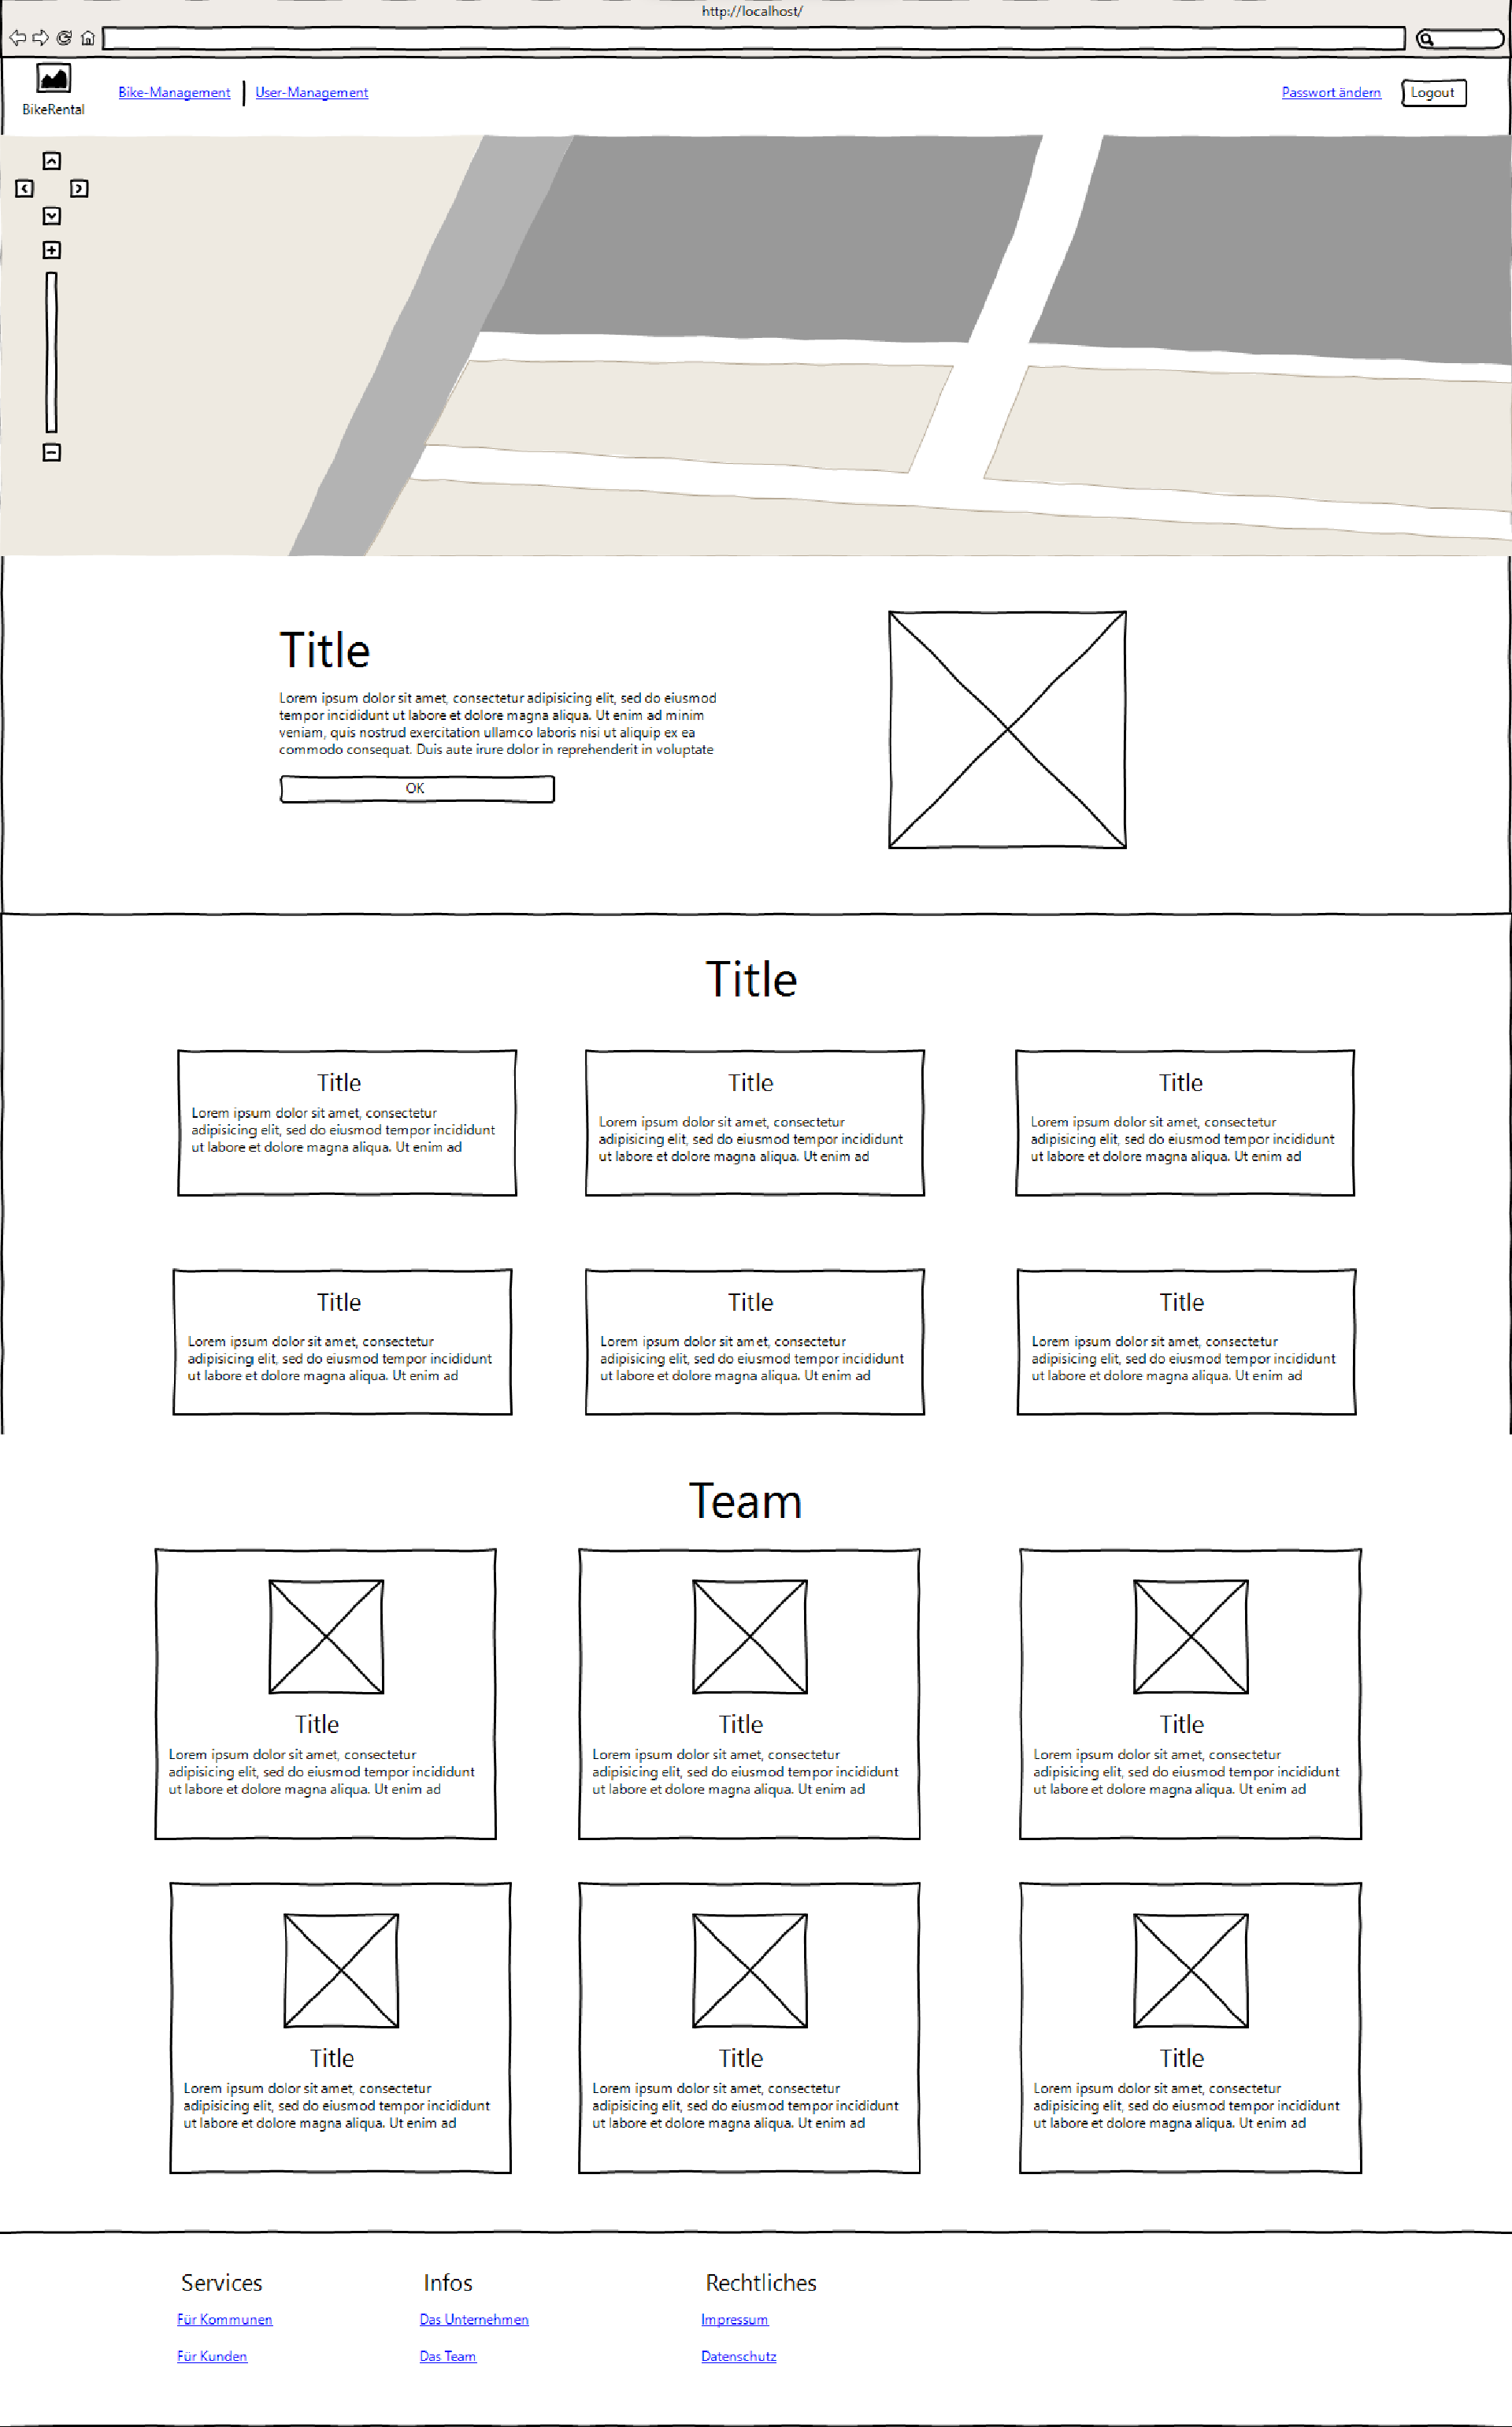 http://localhost/
BikeRental
Bike-Management
User-Management
Passwort ändern
Logout
Title
Lorem ipsum dolor sit amet, consectetur adipisicing elit, sed do eiusmod
tempor incididunt ut labore et dolore magna aliqua. Ut enim ad minim
veniam, quis nostrud exercitation ullamco laboris nisi ut aliquip ex ea
commodo consequat. Duis aute irure dolor in reprehenderit in voluptate
OK
Title
Title
Lorem ipsum dolor sit amet, consectetur
adipisicing elit, sed do eiusmod tempor incididunt
ut labore et dolore magna aliqua. Ut enim ad
Title
Lorem ipsum dolor sit amet, consectetur
adipisicing elit, sed do eiusmod tempor incididunt
ut labore et dolore magna aliqua. Ut enim ad
Title
Lorem ipsum dolor sit amet, consectetur
adipisicing elit, sed do eiusmod tempor incididunt
ut labore et dolore magna aliqua. Ut enim ad
Title
Lorem ipsum dolor sit amet, consectetur
adipisicing elit, sed do eiusmod tempor incididunt
ut labore et dolore magna aliqua. Ut enim ad
Title
Lorem ipsum dolor sit amet, consectetur
adipisicing elit, sed do eiusmod tempor incididunt
ut labore et dolore magna aliqua. Ut enim ad
Title
Lorem ipsum dolor sit amet, consectetur
adipisicing elit, sed do eiusmod tempor incididunt
ut labore et dolore magna aliqua. Ut enim ad
Team
Title
Lorem ipsum dolor sit amet, consectetur
adipisicing elit, sed do eiusmod tempor incididunt
ut labore et dolore magna aliqua. Ut enim ad
Title
Lorem ipsum dolor sit amet, consectetur
adipisicing elit, sed do eiusmod tempor incididunt
ut labore et dolore magna aliqua. Ut enim ad
Title
Lorem ipsum dolor sit amet, consectetur
adipisicing elit, sed do eiusmod tempor incididunt
ut labore et dolore magna aliqua. Ut enim ad
Title
Lorem ipsum dolor sit amet, consectetur
adipisicing elit, sed do eiusmod tempor incididunt
ut labore et dolore magna aliqua. Ut enim ad
Title
Lorem ipsum dolor sit amet, consectetur
adipisicing elit, sed do eiusmod tempor incididunt
ut labore et dolore magna aliqua. Ut enim ad
Title
Lorem ipsum dolor sit amet, consectetur
adipisicing elit, sed do eiusmod tempor incididunt
ut labore et dolore magna aliqua. Ut enim ad
Services
Für Kommunen
Für Kunden
Infos
Das Unternehmen
Das Team
Rechtliches
Impressum
Datenschutz